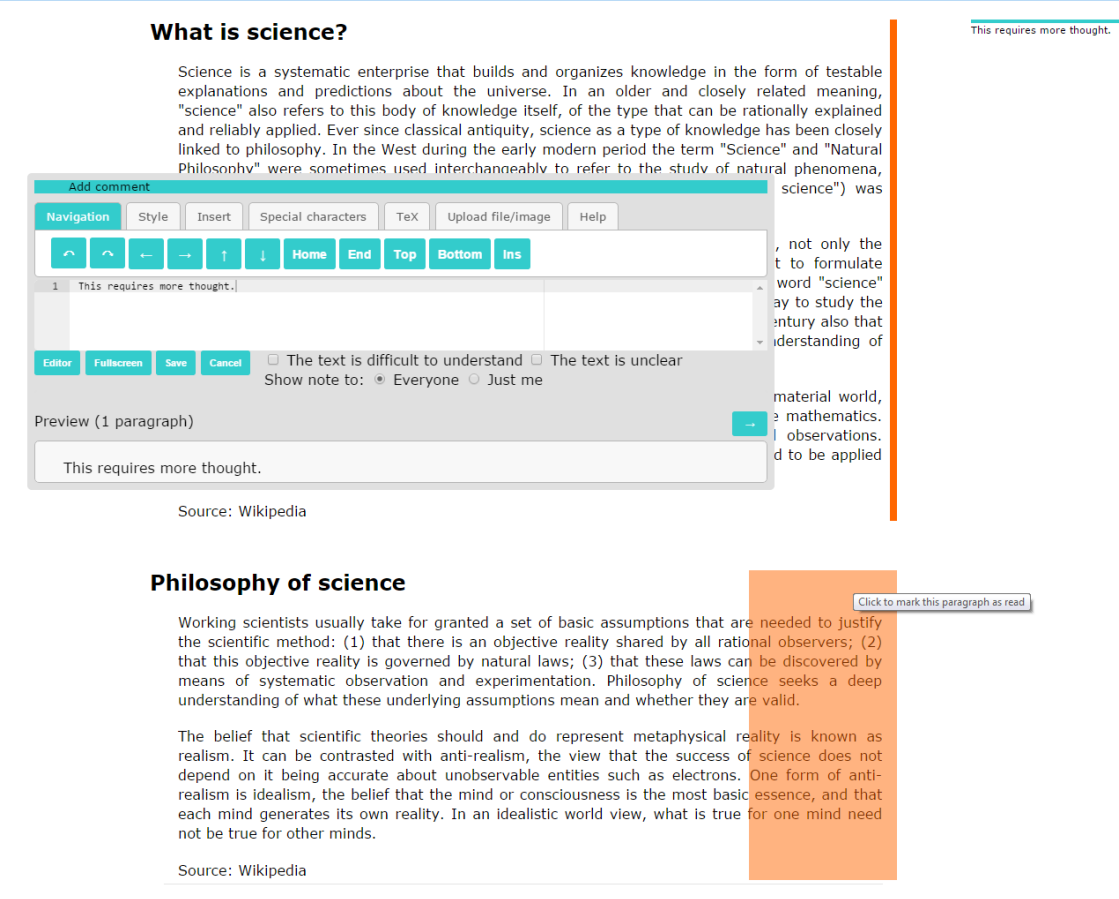 What is science?
This requires more thought.
Science is a systematic enterprise that builds and organizes knowledge in the form of testable
explanations and predictions about the universe. In an older and closely related meaning,
"science" also refers to this body of knowledge itself, of the type that can be rationally explained
and reliably applied. Ever since classical antiquity, science as a type of knowledge has been closely
linked to philosophy. In the West during the early modern period the term "Science" and "Natural
Philosophy" were sometimes used interchangeably to refer to the study of natural phenomena,
science") was
, not only the
t to formulate
word "science"
ay to study the
entury also that
nderstanding of
material world,
mathematics.
observations.
d to be applied
Add comment
Navigation Style Insert Special characters TeX Upload file/image Help
↶ ↷ ← → ↑ ↓ Home End Top Bottom Ins
1 This requires more thought.
Editor Fullscreen Save Cancel The text is difficult to understand The text is unclear
Show note to: Everyone Just me
Preview (1 paragraph) →
This requires more thought.
Source: Wikipedia
Philosophy of science
Click to mark this paragraph as read
Working scientists usually take for granted a set of basic assumptions that are needed to justify
the scientific method: (1) that there is an objective reality shared by all rational observers; (2)
that this objective reality is governed by natural laws; (3) that these laws can be discovered by
means of systematic observation and experimentation. Philosophy of science seeks a deep
understanding of what these underlying assumptions mean and whether they are valid.
The belief that scientific theories should and do represent metaphysical reality is known as
realism. It can be contrasted with anti-realism, the view that the success of science does not
depend on it being accurate about unobservable entities such as electrons. One form of anti-
realism is idealism, the belief that the mind or consciousness is the most basic essence, and that
each mind generates its own reality. In an idealistic world view, what is true for one mind need
not be true for other minds.
Source: Wikipedia